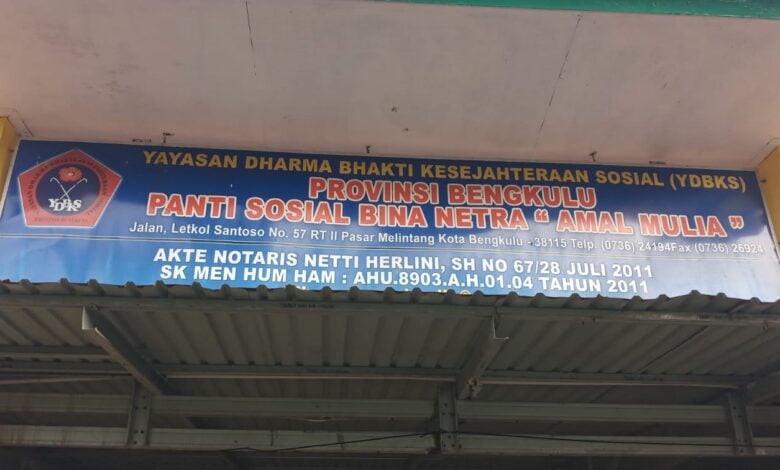 YAYASAN DHARMA BHAKTI KESEJAHTERAAN SOSIAL (YDBKS)
PROVINSI BENGKULU
PANTI SOSIAL BINA NETRA “ AMAL MULIA ”
Jalan, Letkol Santoso No. 57 RT II Pasar Melintang Kota Bengkulu - 38115 Telp. (0736) 24194Fax (0736) 26924
AKTE NOTARIS NETTI HERLINI, SH NO 67/28 JULI 2011
SK MEN HUM HAM : AHU.8903.A.H.01.04 TAHUN 2011
YDBKS